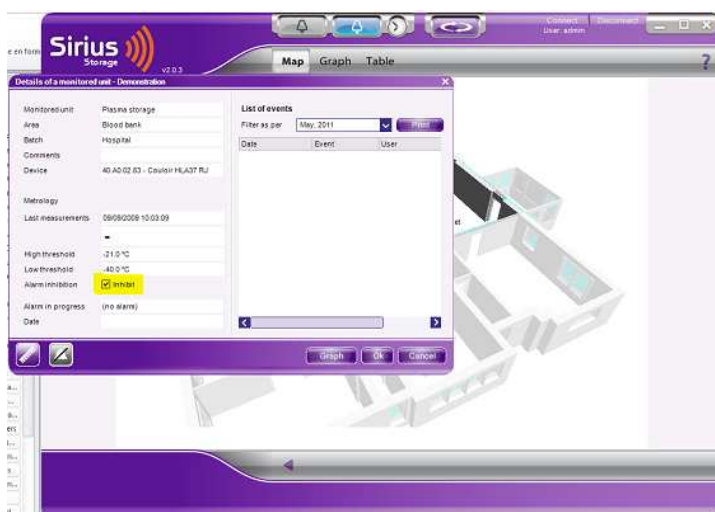 e en form
Sirius
Storage
v2.0.3
Connect Disconnect
User: admin
Map Graph Table
?
Details of a monitored unit - Demonstration
Monitored unit Plasma storage
Area Blood bank
Batch Hospital
Comments
Device 40.A0.02.63 - Couloir HLA37 RJ
Metrology
Last measurements 09/09/2009 10:03:09
High threshold -21.0 °C
Low threshold -40.0 °C
Alarm inhibition Inhibit
Alarm in progress (no alarm)
Date
List of events
Filter as per May, 2011 Print
Date Event User
et
Graph Ok Cancel
a...
ers